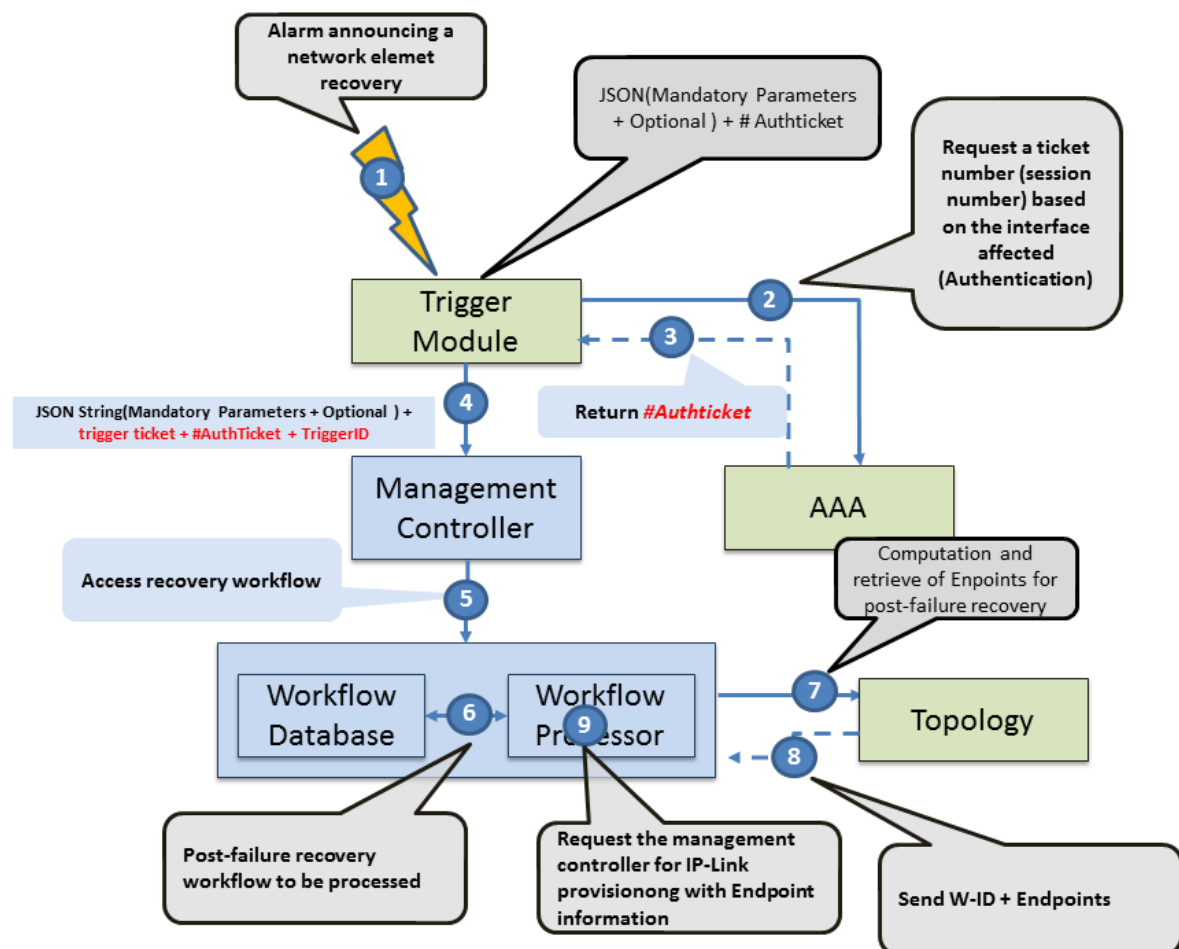 Alarm announcing a
network elemet
recovery
JSON(Mandatory Parameters
+ Optional ) + # Authticket
Request a ticket
number (session
number) based
on the interface
affected
(Authentication)
1
Trigger
Module
2
3
4
JSON String(Mandatory Parameters + Optional ) +
trigger ticket + #AuthTicket + TriggerID
Return #Authticket
Management
Controller
AAA
Access recovery workflow
5
Computation and
retrieve of Enpoints for
post-failure recovery
Workflow
Database
6
Workflow
Processor
9
7
Topology
8
Post-failure recovery
workflow to be processed
Request the management
controller for IP-Link
provisionong with Endpoint
information
Send W-ID + Endpoints